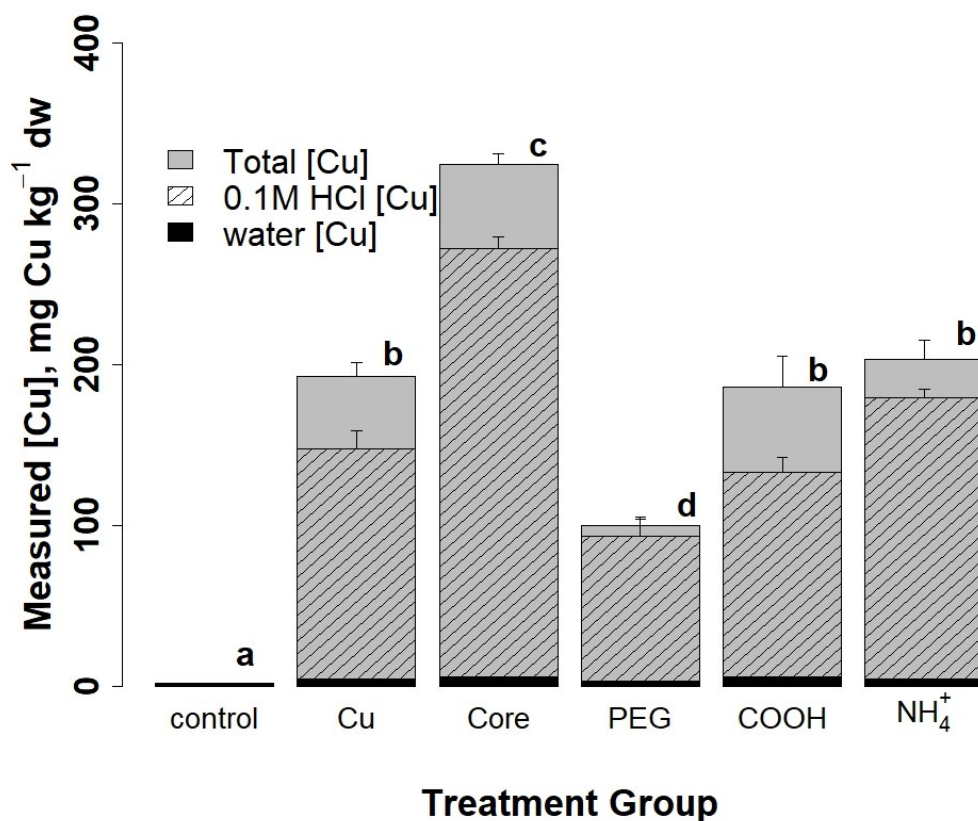 Measured [Cu], mg Cu kg⁻¹ dw
400
300
200
100
0
Total [Cu]
0.1M HCl [Cu]
water [Cu]
a
b
c
d
b
b
control
Cu
Core
PEG
COOH
NH₄⁺
Treatment Group